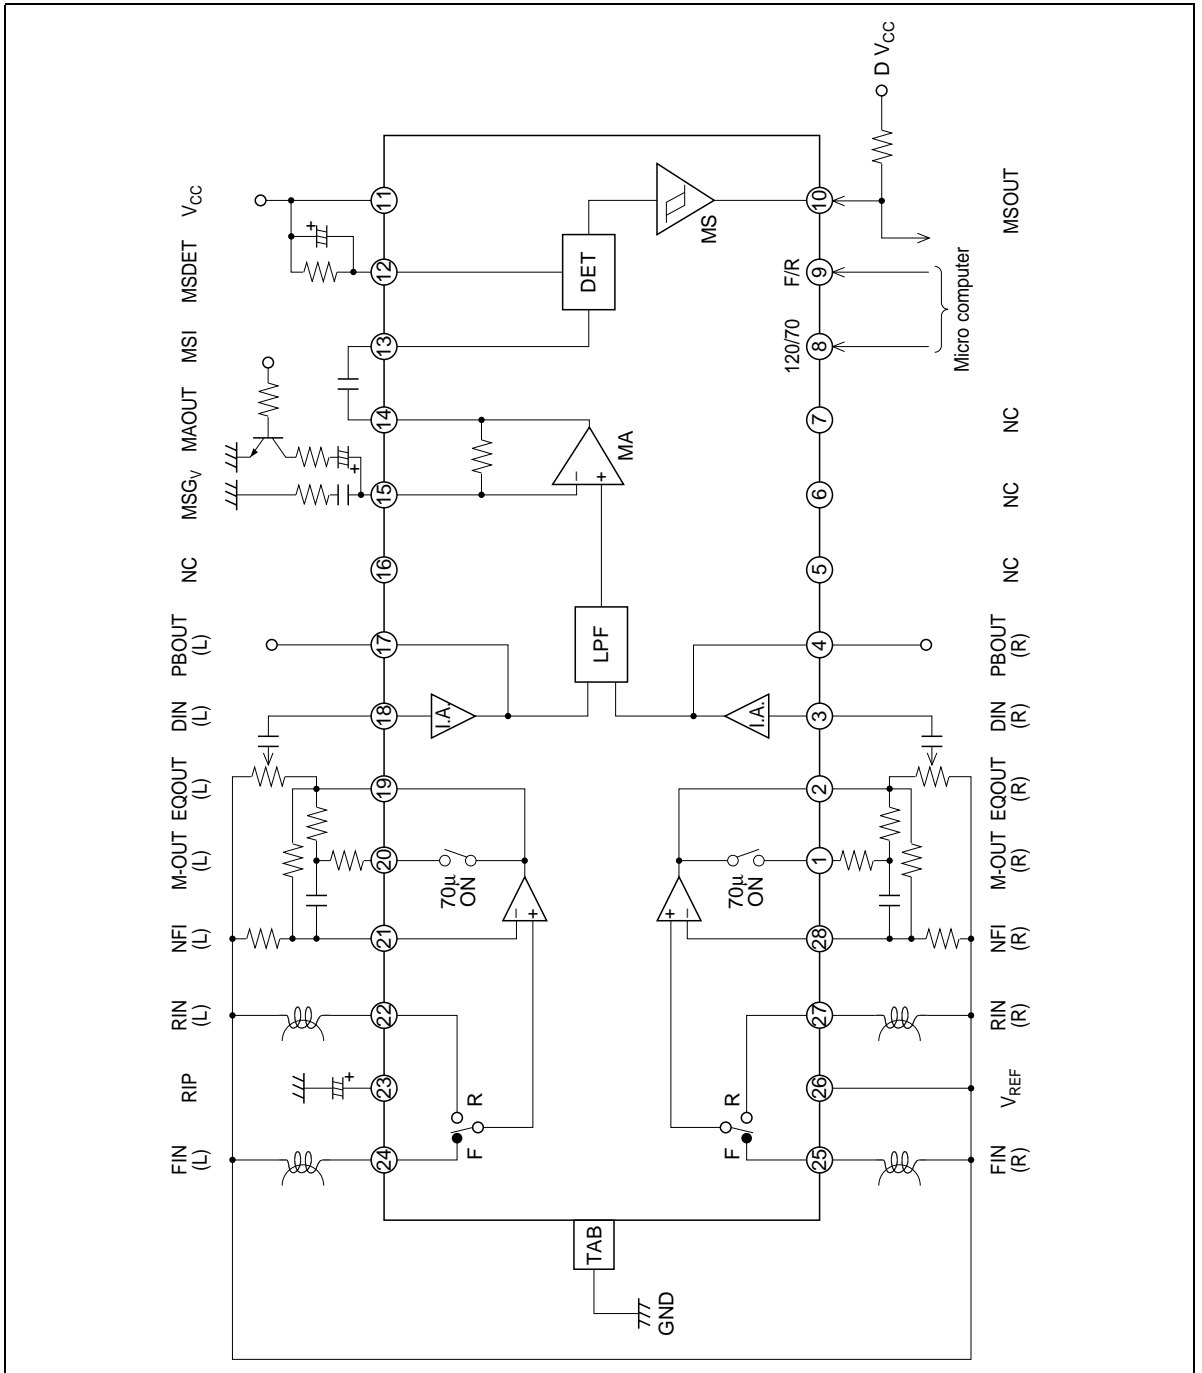 V_CC
MSDET
MSI
MAOUT
MSG_V
NC
PBOUT
(L)
DIN
(L)
EQOUT
(L)
M-OUT
(L)
NFI
(L)
RIN
(L)
RIP
FIN
(L)
+
+
+
11
12
13
14
15
16
17
18
19
20
21
22
23
24
DET
MS
MA
−
+
LPF
I.A.
I.A.
70μ
ON
70μ
ON
−
+
+
−
F
R
F
R
TAB
GND
10
9
8
7
6
5
4
3
2
1
28
27
26
25
F/R
120/70
D V_CC
Micro computer
MSOUT
NC
NC
NC
PBOUT
(R)
DIN
(R)
EQOUT
(R)
M-OUT
(R)
NFI
(R)
RIN
(R)
V_REF
FIN
(R)
+